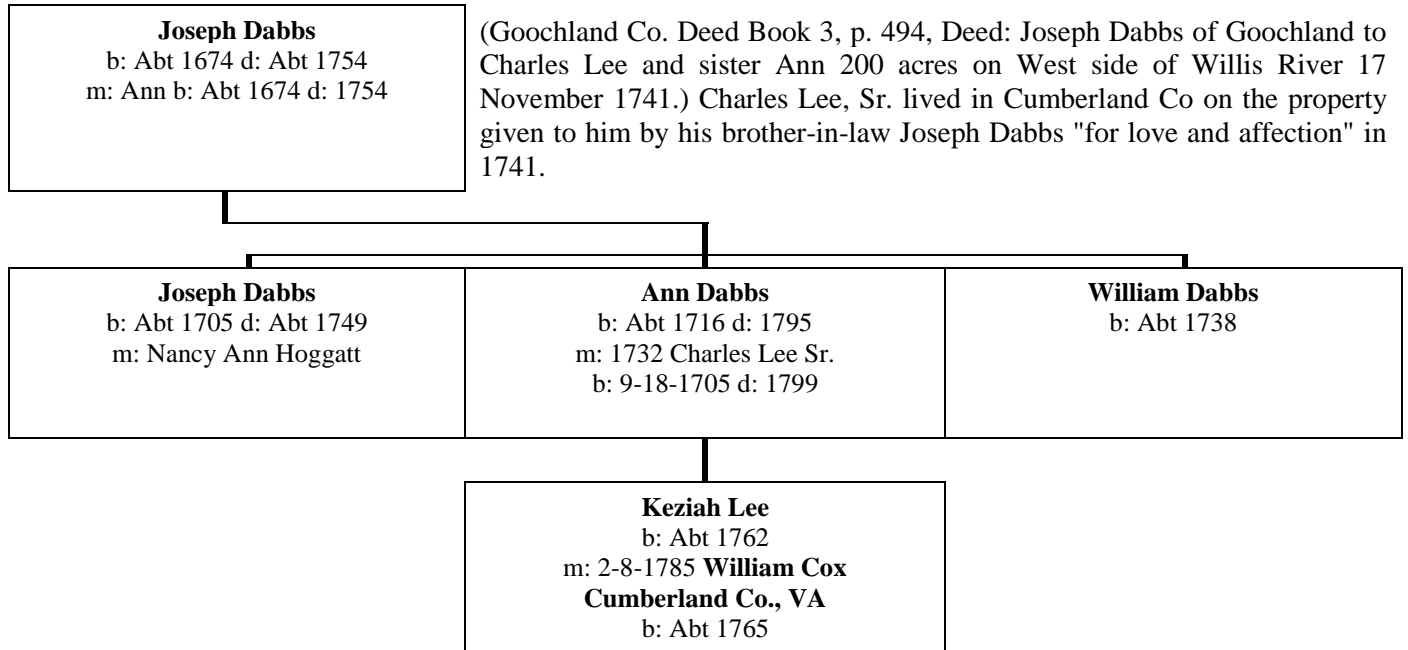 Joseph Dabbs
b: Abt 1674 d: Abt 1754
m: Ann b: Abt 1674 d: 1754
(Goochland Co. Deed Book 3, p. 494, Deed: Joseph Dabbs of Goochland to
Charles Lee and sister Ann 200 acres on West side of Willis River 17
November 1741.) Charles Lee, Sr. lived in Cumberland Co on the property
given to him by his brother-in-law Joseph Dabbs "for love and affection" in
1741.
Joseph Dabbs
b: Abt 1705 d: Abt 1749
m: Nancy Ann Hoggatt
Ann Dabbs
b: Abt 1716 d: 1795
m: 1732 Charles Lee Sr.
b: 9-18-1705 d: 1799
William Dabbs
b: Abt 1738
Keziah Lee
b: Abt 1762
m: 2-8-1785 William Cox
Cumberland Co., VA
b: Abt 1765